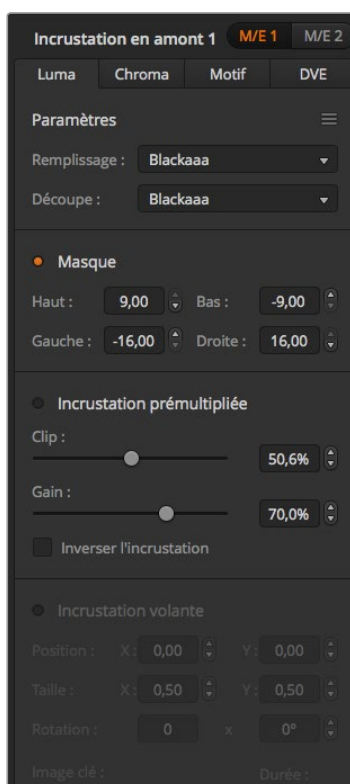 Incrustation en amont 1 M/E 1 M/E 2
Luma Chroma Motif DVE
Paramètres
Remplissage : Blackaaa
Découpe : Blackaaa
Masque
Haut : 9,00 Bas : -9,00
Gauche : -16,00 Droite : 16,00
Incrustation prémultipliée
Clip :
50,6%
Gain :
70,0%
Inverser l'incrustation
Incrustation volante
Position : X : 0,00 Y : 0,00
Taille : X : 0,50 Y : 0,50
Rotation : 0 x 0°
Image clé : Durée :